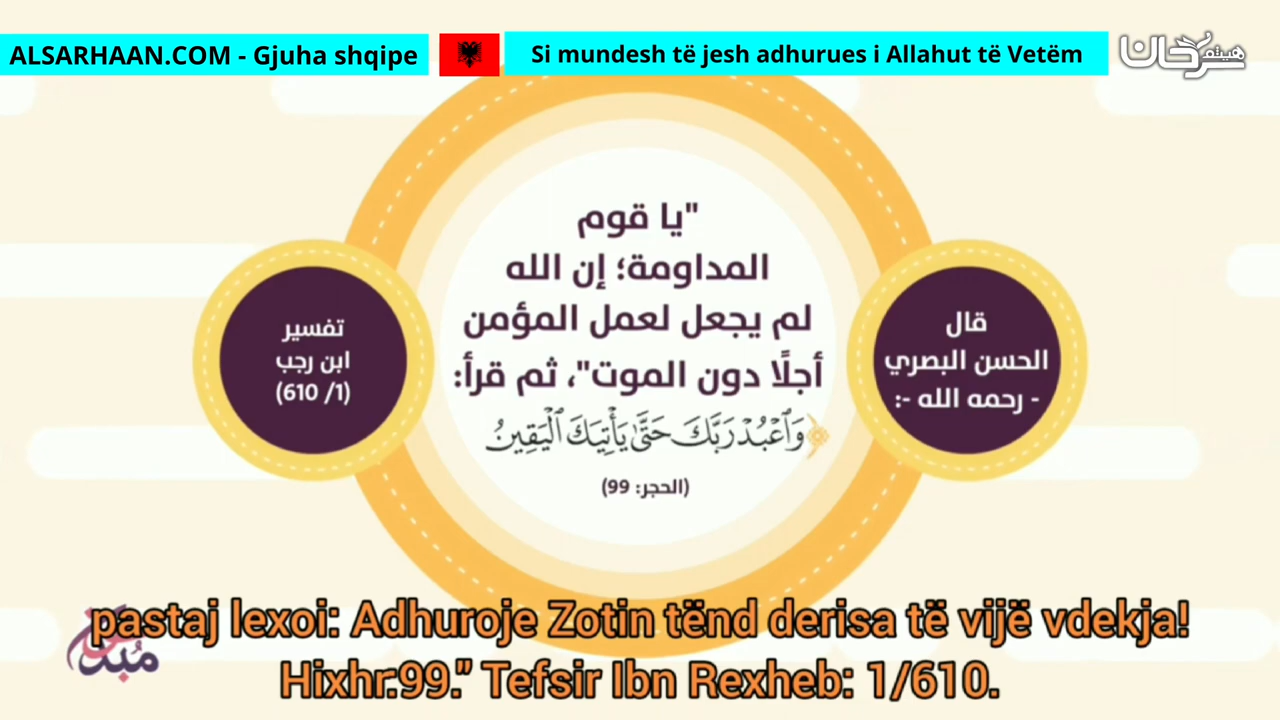 ALSARHAAN.COM - Gjuha shqipe
Si mundesh të jesh adhurues i Allahut të Vetëm
هيثم سرحان
قال
الحسن البصري
- رحمه الله -:
"يا قوم
المداومة؛ إن الله
لم يجعل لعمل المؤمن
أجلًا دون الموت"، ثم قرأ:
وَٱعْبُدْ رَبَّكَ حَتَّىٰ يَأْتِيَكَ ٱلْيَقِينُ
(الحجر: 99)
تفسير
ابن رجب
(1/ 610)
pastaj lexoi: Adhuroje Zotin tënd derisa të vijë vdekja!
Hixhr:99.” Tefsir Ibn Rexheb: 1/610.